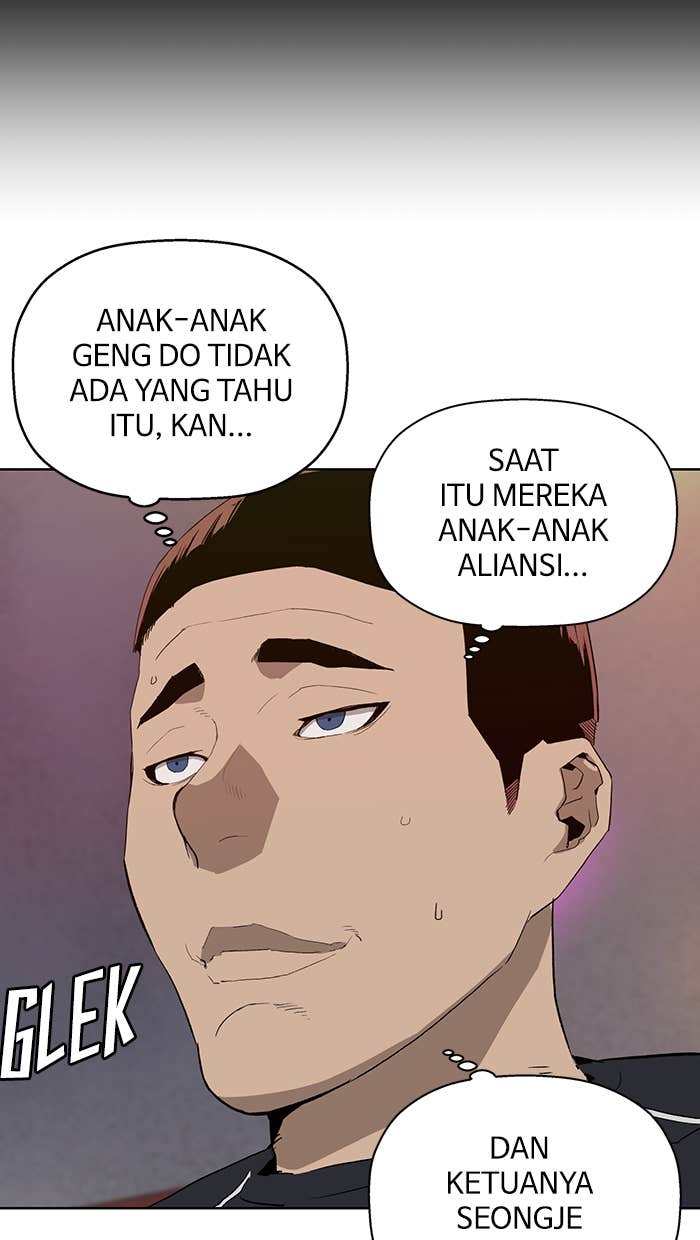 ANAK-ANAK
GENG DO TIDAK
ADA YANG TAHU
ITU, KAN...
SAAT
ITU MEREKA
ANAK-ANAK
ALIANSI...
GLEK
DAN
KETUANYA
SEONGJE